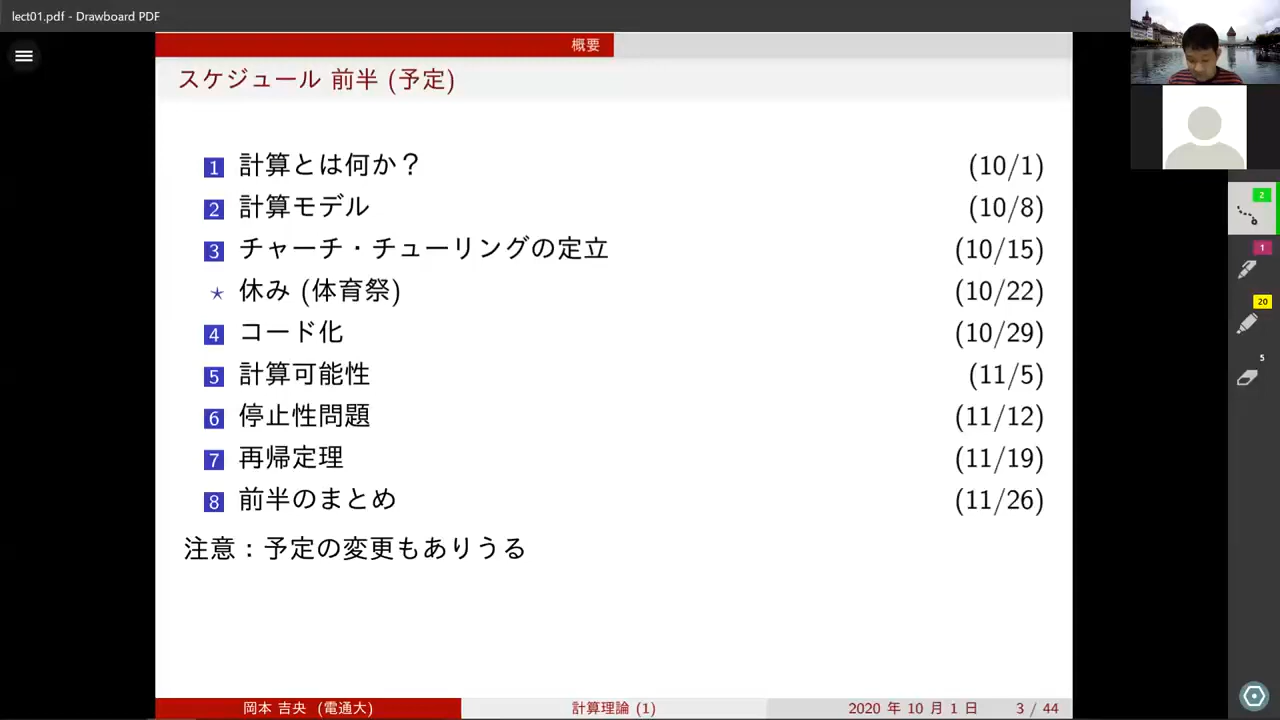 lect01.pdf - Drawboard PDF
概要
スケジュール 前半 (予定)
1 計算とは何か？ (10/1)
2 計算モデル (10/8)
3 チャーチ・チューリングの定立 (10/15)
⋆ 休み (体育祭) (10/22)
4 コード化 (10/29)
5 計算可能性 (11/5)
6 停止性問題 (11/12)
7 再帰定理 (11/19)
8 前半のまとめ (11/26)
注意：予定の変更もありうる
岡本 吉央 (電通大) 計算理論 (1) 2020 年 10 月 1 日 3 / 44
2
1
20
5